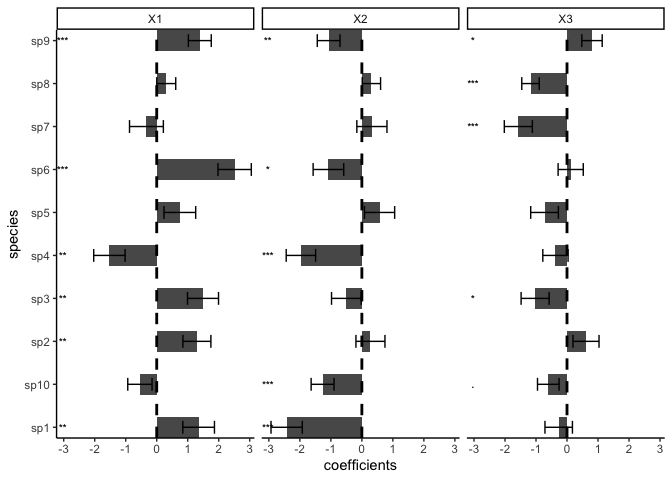 X1 X2 X3
sp9 *** ** *
sp8 ***
sp7 ***
sp6 *** *
sp5
sp4 ** ***
sp3 ** *
sp2 **
sp10 *** .
sp1 ** ***
species
-3 -2 -1 0 1 2 3 -3 -2 -1 0 1 2 3 -3 -2 -1 0 1 2 3
coefficients